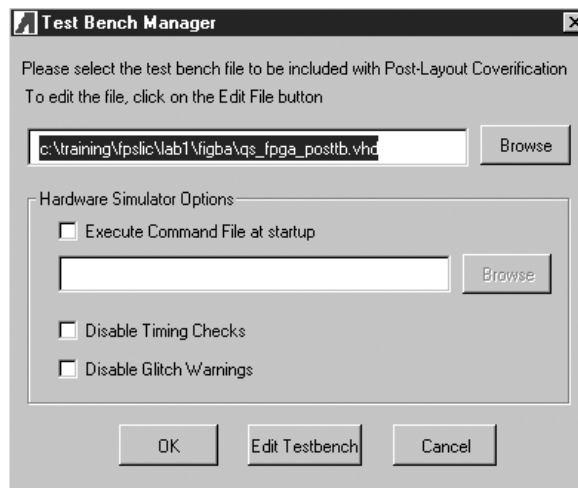 Test Bench Manager
Please select the test bench file to be included with Post-Layout Coverification
To edit the file, click on the Edit File button
c:\training\fpslic\lab1\figba\qs_fpga_posttb.vhd
Browse
Hardware Simulator Options
Execute Command File at startup
Browse
Disable Timing Checks
Disable Glitch Warnings
OK
Edit Testbench
Cancel